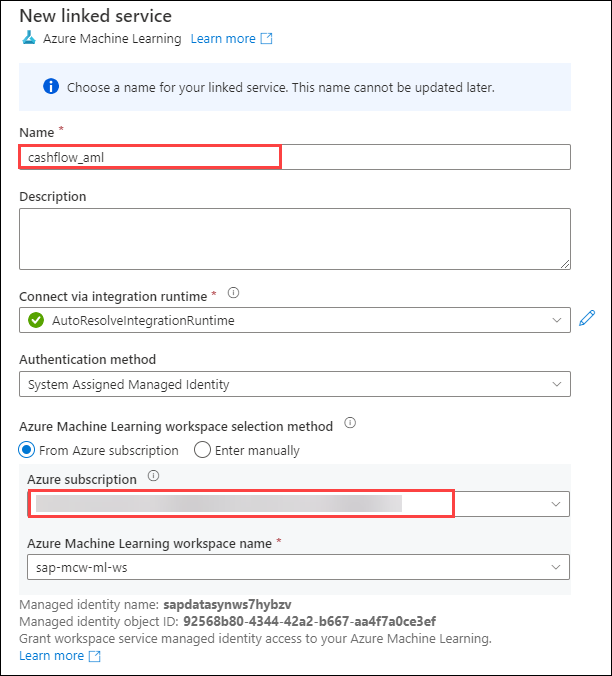 New linked service
Azure Machine Learning Learn more
Choose a name for your linked service. This name cannot be updated later.
Name *
cashflow_aml
Description
Connect via integration runtime *
AutoResolveIntegrationRuntime
Authentication method
System Assigned Managed Identity
Azure Machine Learning workspace selection method
From Azure subscription Enter manually
Azure subscription
Azure Machine Learning workspace name *
sap-mcw-ml-ws
Managed identity name: sapdatasynws7hybzv
Managed identity object ID: 92568b80-4344-42a2-b667-aa4f7a0ce3ef
Grant workspace service managed identity access to your Azure Machine Learning.
Learn more